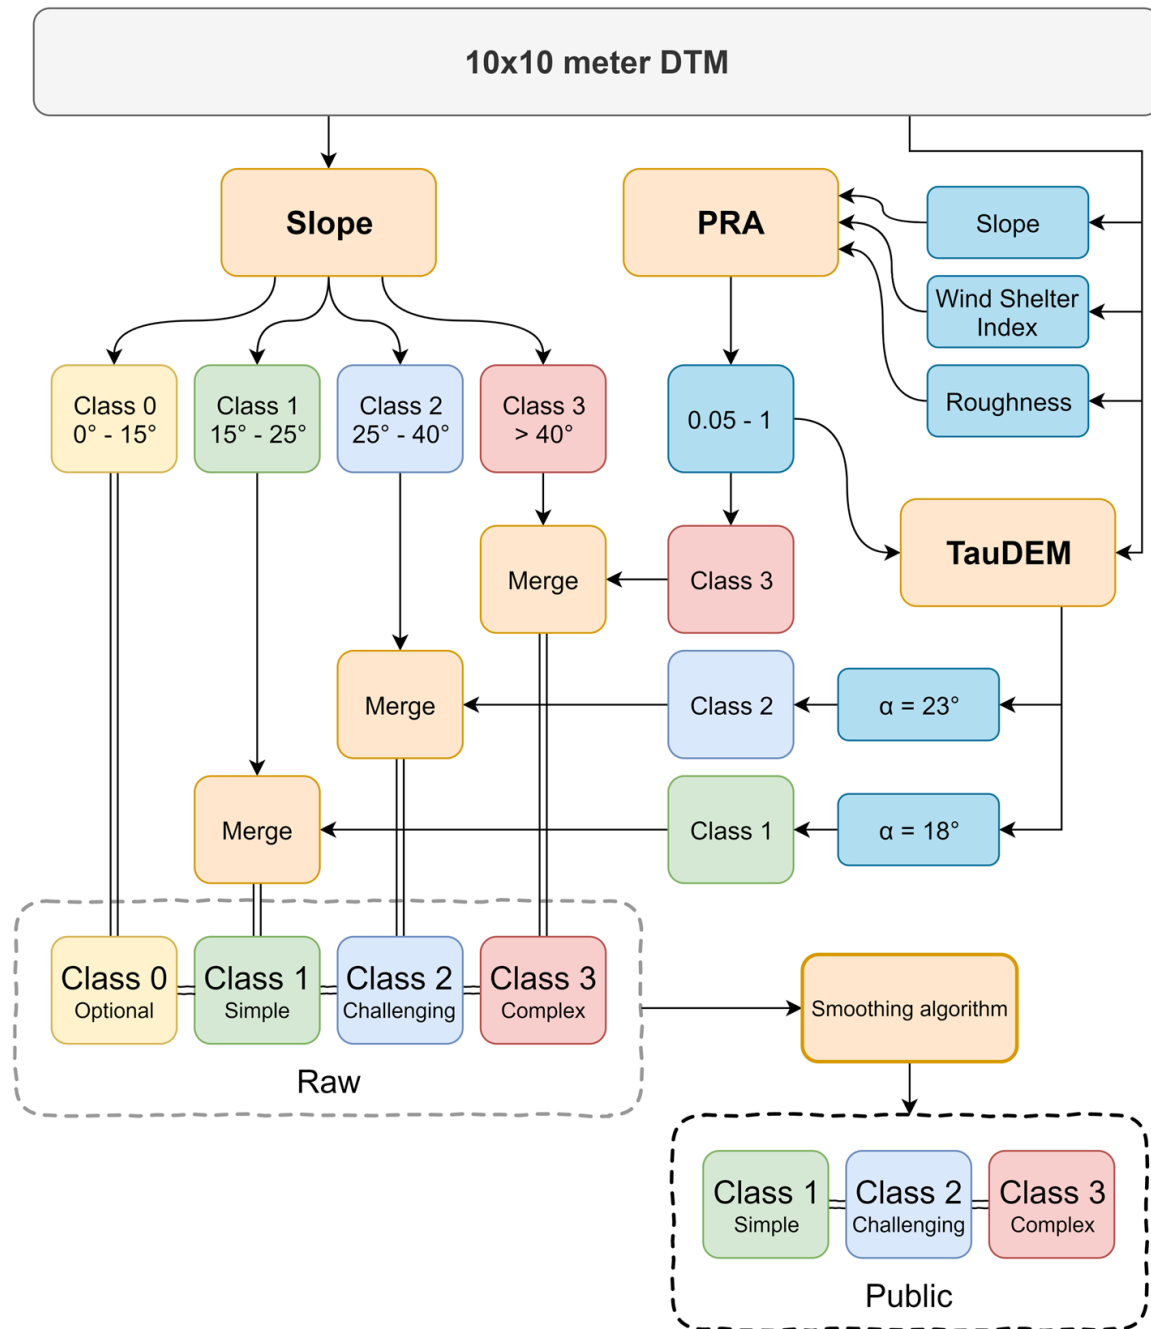 10x10 meter DTM
Slope
PRA
Slope
Wind Shelter
Index
Roughness
Class 0
0° - 15°
Class 1
15° - 25°
Class 2
25° - 40°
Class 3
> 40°
0.05 - 1
TauDEM
Merge
Class 3
Merge
Class 2
α = 23°
Merge
Class 1
α = 18°
Class 0
Optional
Class 1
Simple
Class 2
Challenging
Class 3
Complex
Raw
Smoothing algorithm
Class 1
Simple
Class 2
Challenging
Class 3
Complex
Public